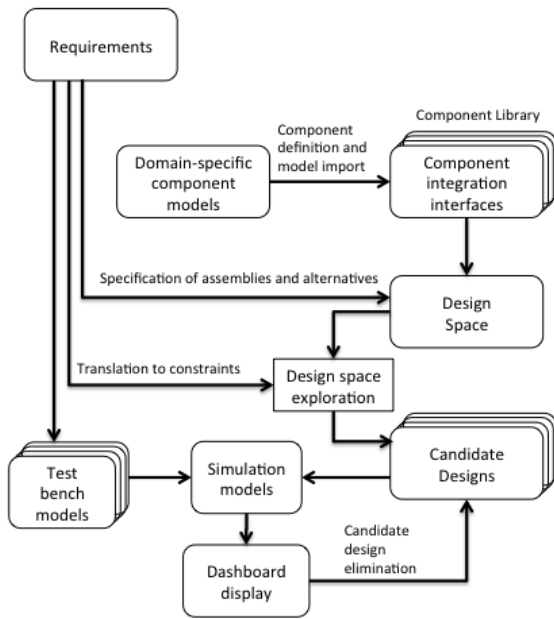 Requirements
Component Library
Component
definition and
model import
Domain-specific
component
models
Component
integration
interfaces
Specification of assemblies and alternatives
Design
Space
Translation to constraints
Design space
exploration
Test
bench
models
Simulation
models
Candidate
Designs
Candidate
design
elimination
Dashboard
display